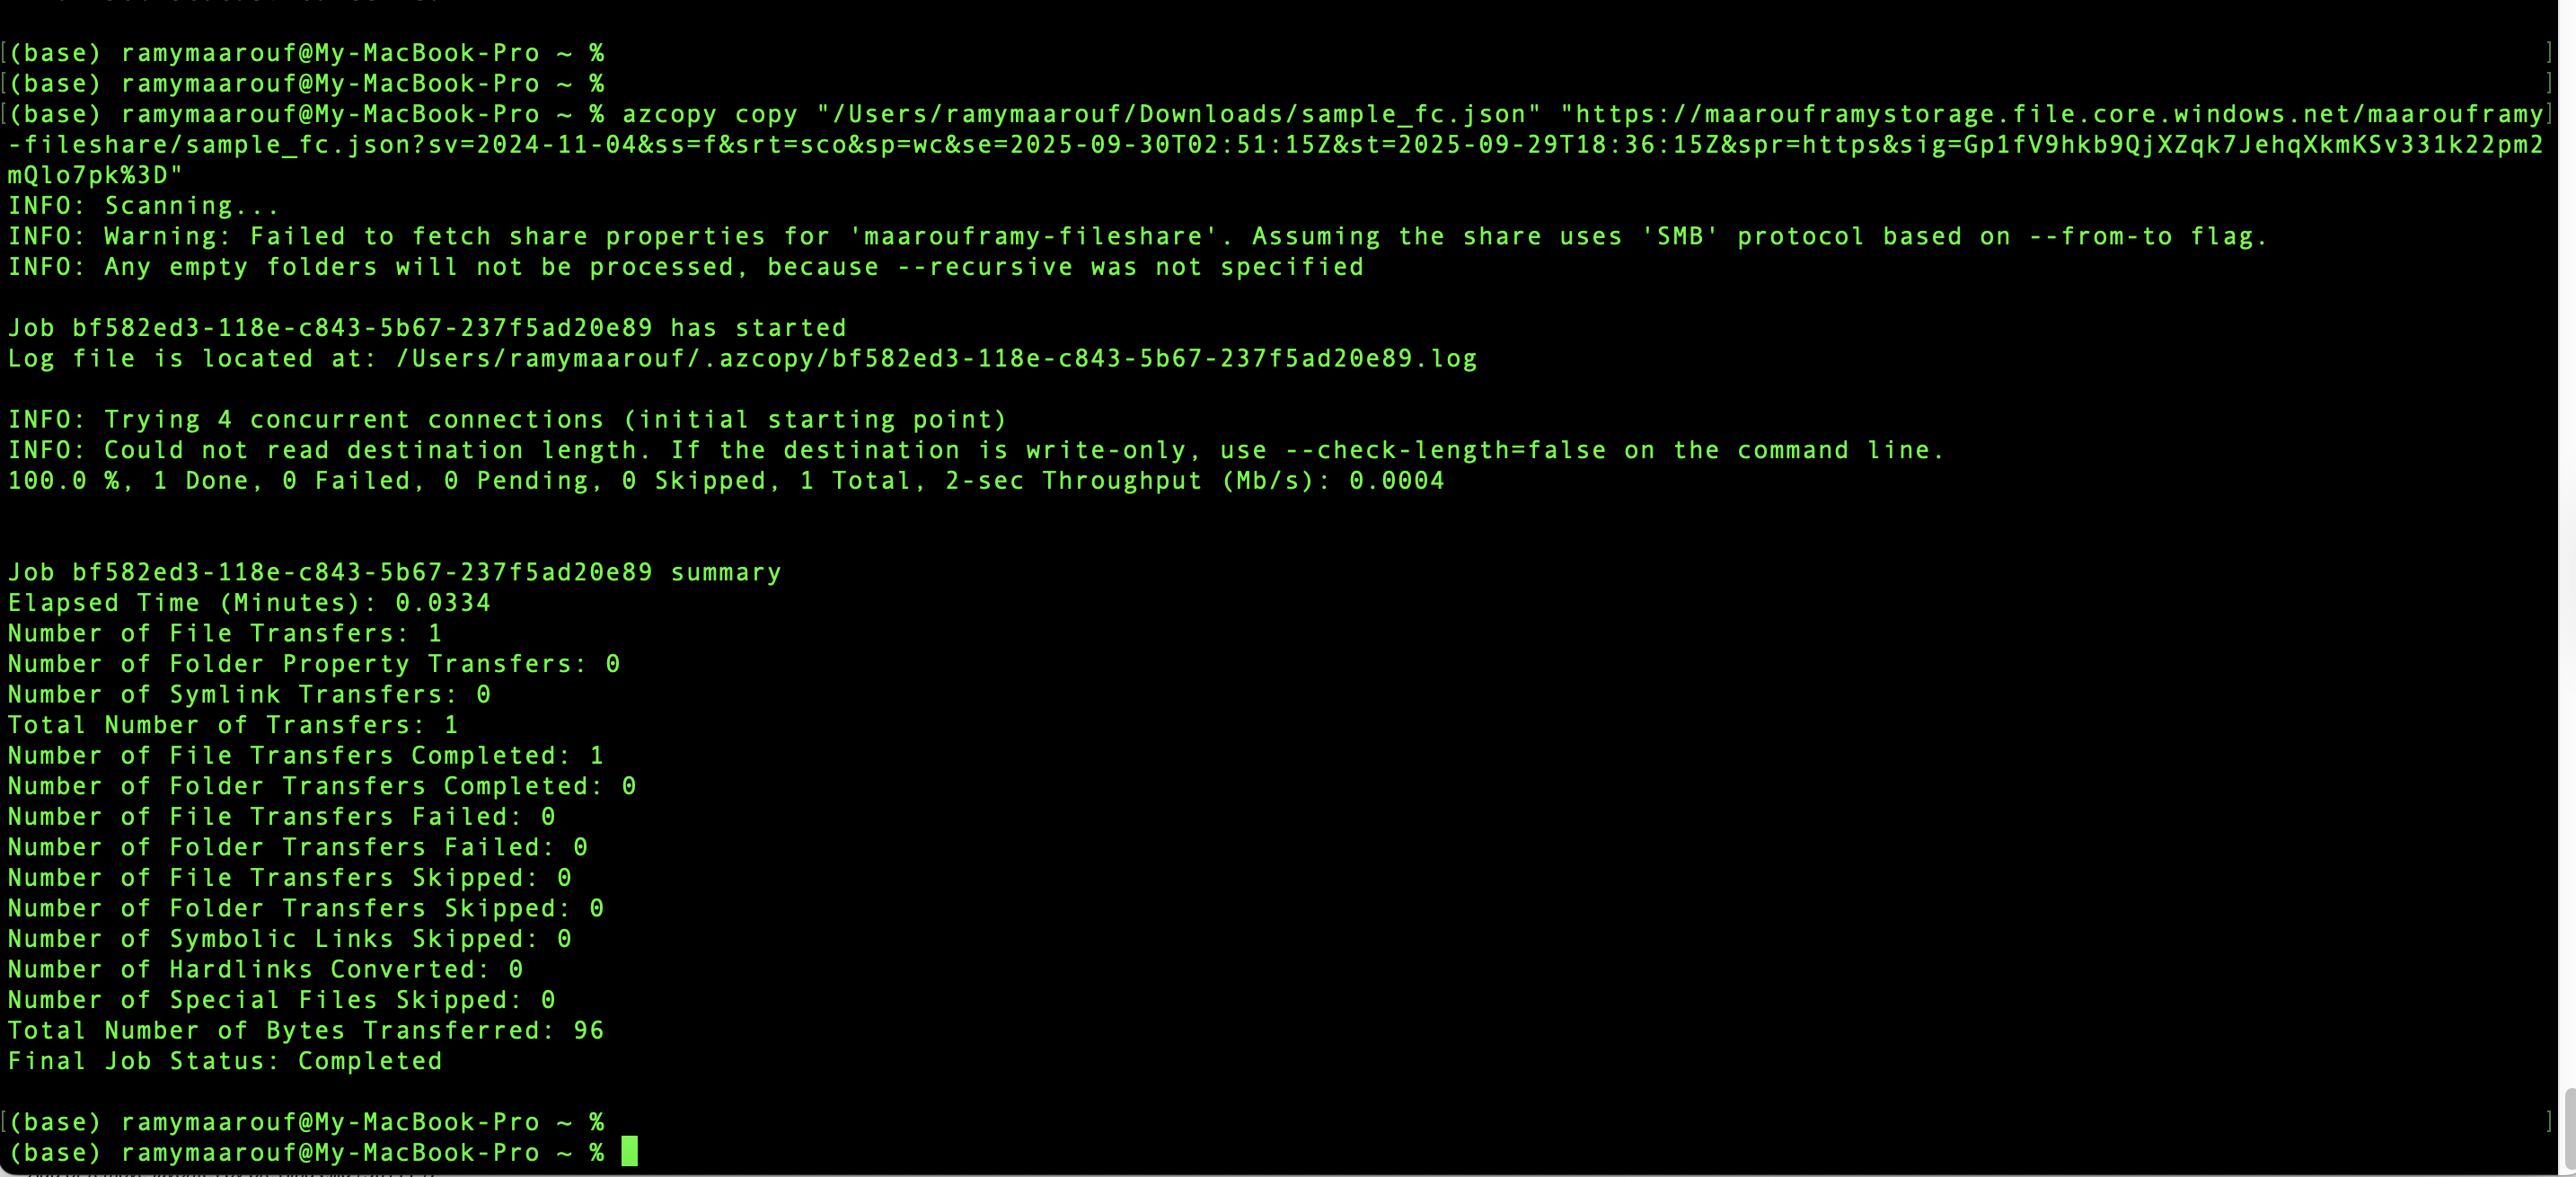 (base) ramymaarouf@My-MacBook-Pro ~ %
(base) ramymaarouf@My-MacBook-Pro ~ %
(base) ramymaarouf@My-MacBook-Pro ~ % azcopy copy "/Users/ramymaarouf/Downloads/sample_fc.json" "https://maarouframystorage.file.core.windows.net/maarouframy
-fileshare/sample_fc.json?sv=2024-11-04&ss=f&srt=sco&sp=wc&se=2025-09-30T02:51:15Z&st=2025-09-29T18:36:15Z&spr=https&sig=Gp1fV9hkb9QjXZqk7JehqXkmKSv331k22pm2
mQlo7pk%3D"
INFO: Scanning...
INFO: Warning: Failed to fetch share properties for 'maarouframy-fileshare'. Assuming the share uses 'SMB' protocol based on --from-to flag.
INFO: Any empty folders will not be processed, because --recursive was not specified
Job bf582ed3-118e-c843-5b67-237f5ad20e89 has started
Log file is located at: /Users/ramymaarouf/.azcopy/bf582ed3-118e-c843-5b67-237f5ad20e89.log
INFO: Trying 4 concurrent connections (initial starting point)
INFO: Could not read destination length. If the destination is write-only, use --check-length=false on the command line.
100.0 %, 1 Done, 0 Failed, 0 Pending, 0 Skipped, 1 Total, 2-sec Throughput (Mb/s): 0.0004
Job bf582ed3-118e-c843-5b67-237f5ad20e89 summary
Elapsed Time (Minutes): 0.0334
Number of File Transfers: 1
Number of Folder Property Transfers: 0
Number of Symlink Transfers: 0
Total Number of Transfers: 1
Number of File Transfers Completed: 1
Number of Folder Transfers Completed: 0
Number of File Transfers Failed: 0
Number of Folder Transfers Failed: 0
Number of File Transfers Skipped: 0
Number of Folder Transfers Skipped: 0
Number of Symbolic Links Skipped: 0
Number of Hardlinks Converted: 0
Number of Special Files Skipped: 0
Total Number of Bytes Transferred: 96
Final Job Status: Completed
(base) ramymaarouf@My-MacBook-Pro ~ %
(base) ramymaarouf@My-MacBook-Pro ~ %